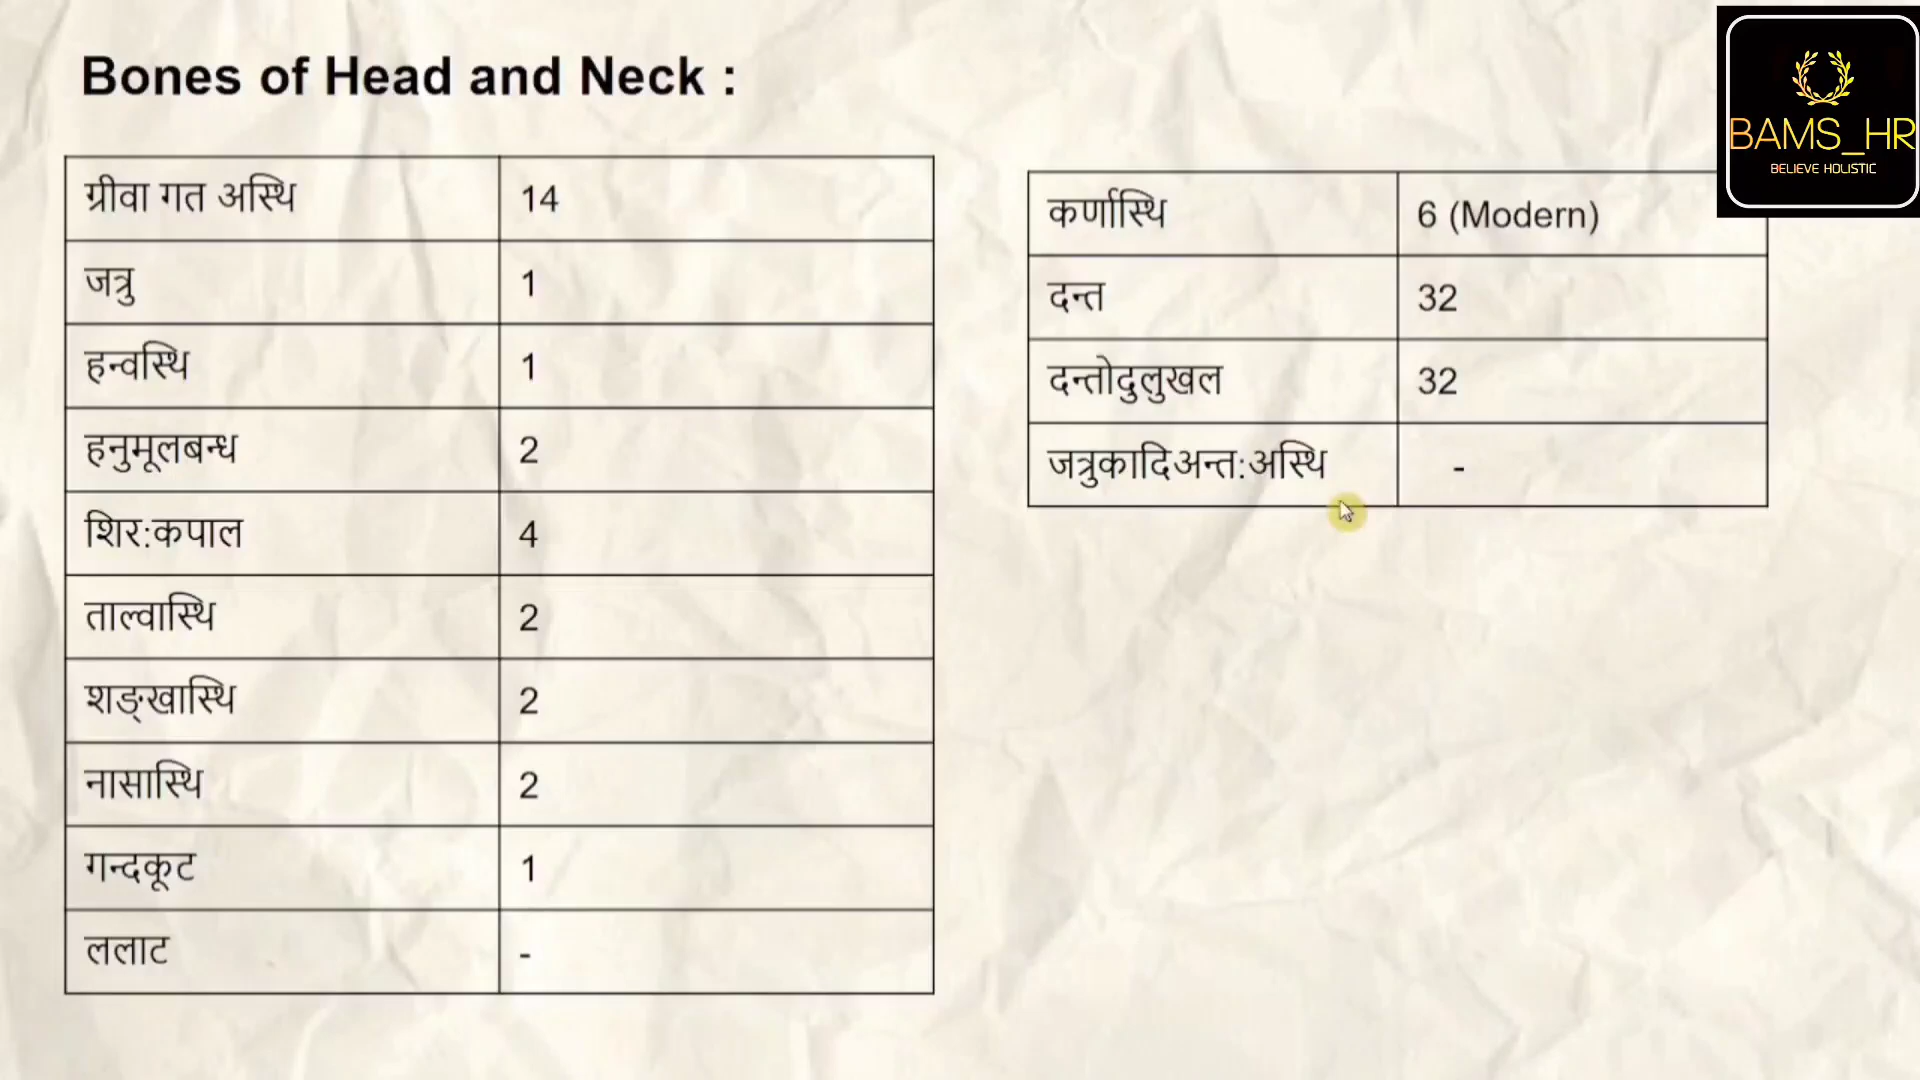 Bones of Head and Neck :
ग्रीवा गत अस्थि 14
जत्रु 1
हन्वस्थि 1
हनुमूलबन्ध 2
शिर:कपाल 4
ताल्वास्थि 2
शङ्खास्थि 2
नासास्थि 2
गन्दकूट 1
ललाट -
कर्णास्थि 6 (Modern)
दन्त 32
दन्तोदुलुखल 32
जत्रुकादिअन्त:अस्थि -
BAMS_HR
BELIEVE HOLISTIC